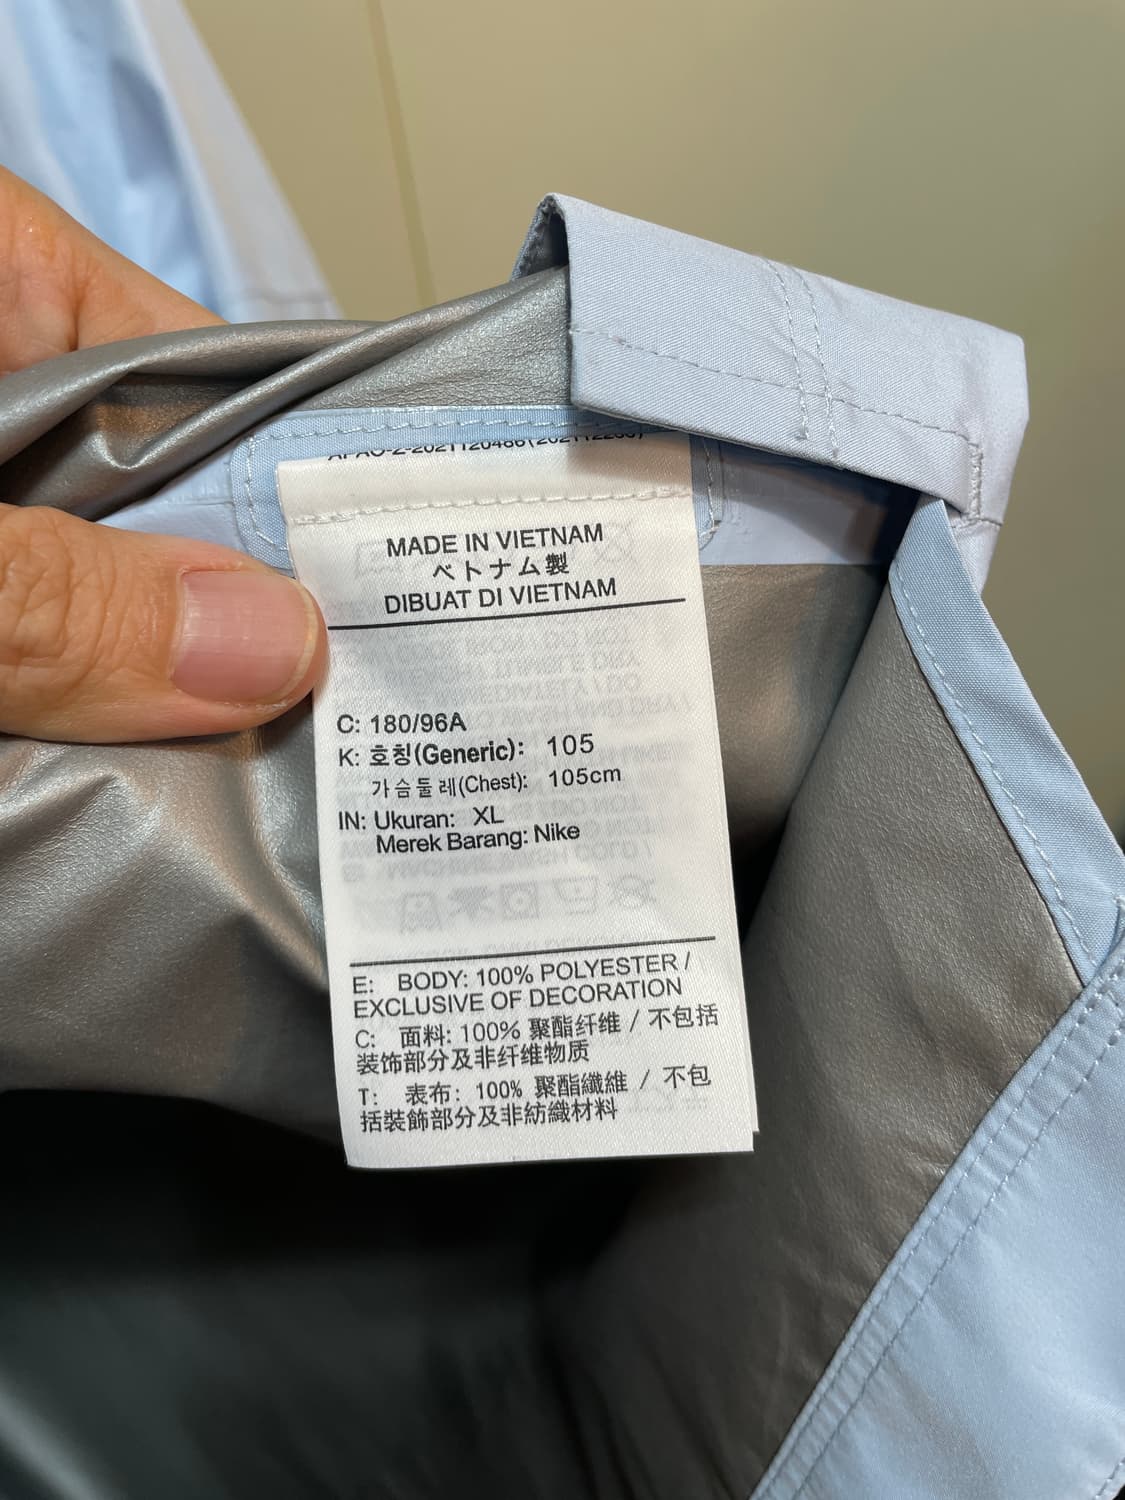 MADE IN VIETNAM
ベトナム製
DIBUAT DI VIETNAM
C: 180/96A
K: 호칭(Generic): 105
가슴둘레(Chest): 105cm
IN: Ukuran: XL
Merek Barang: Nike
E: BODY: 100% POLYESTER /
EXCLUSIVE OF DECORATION
C: 面料: 100% 聚酯纤维 / 不包括
装饰部分及非纤维物质
T: 表布: 100% 聚酯纖維 / 不包
括裝飾部分及非紡織材料